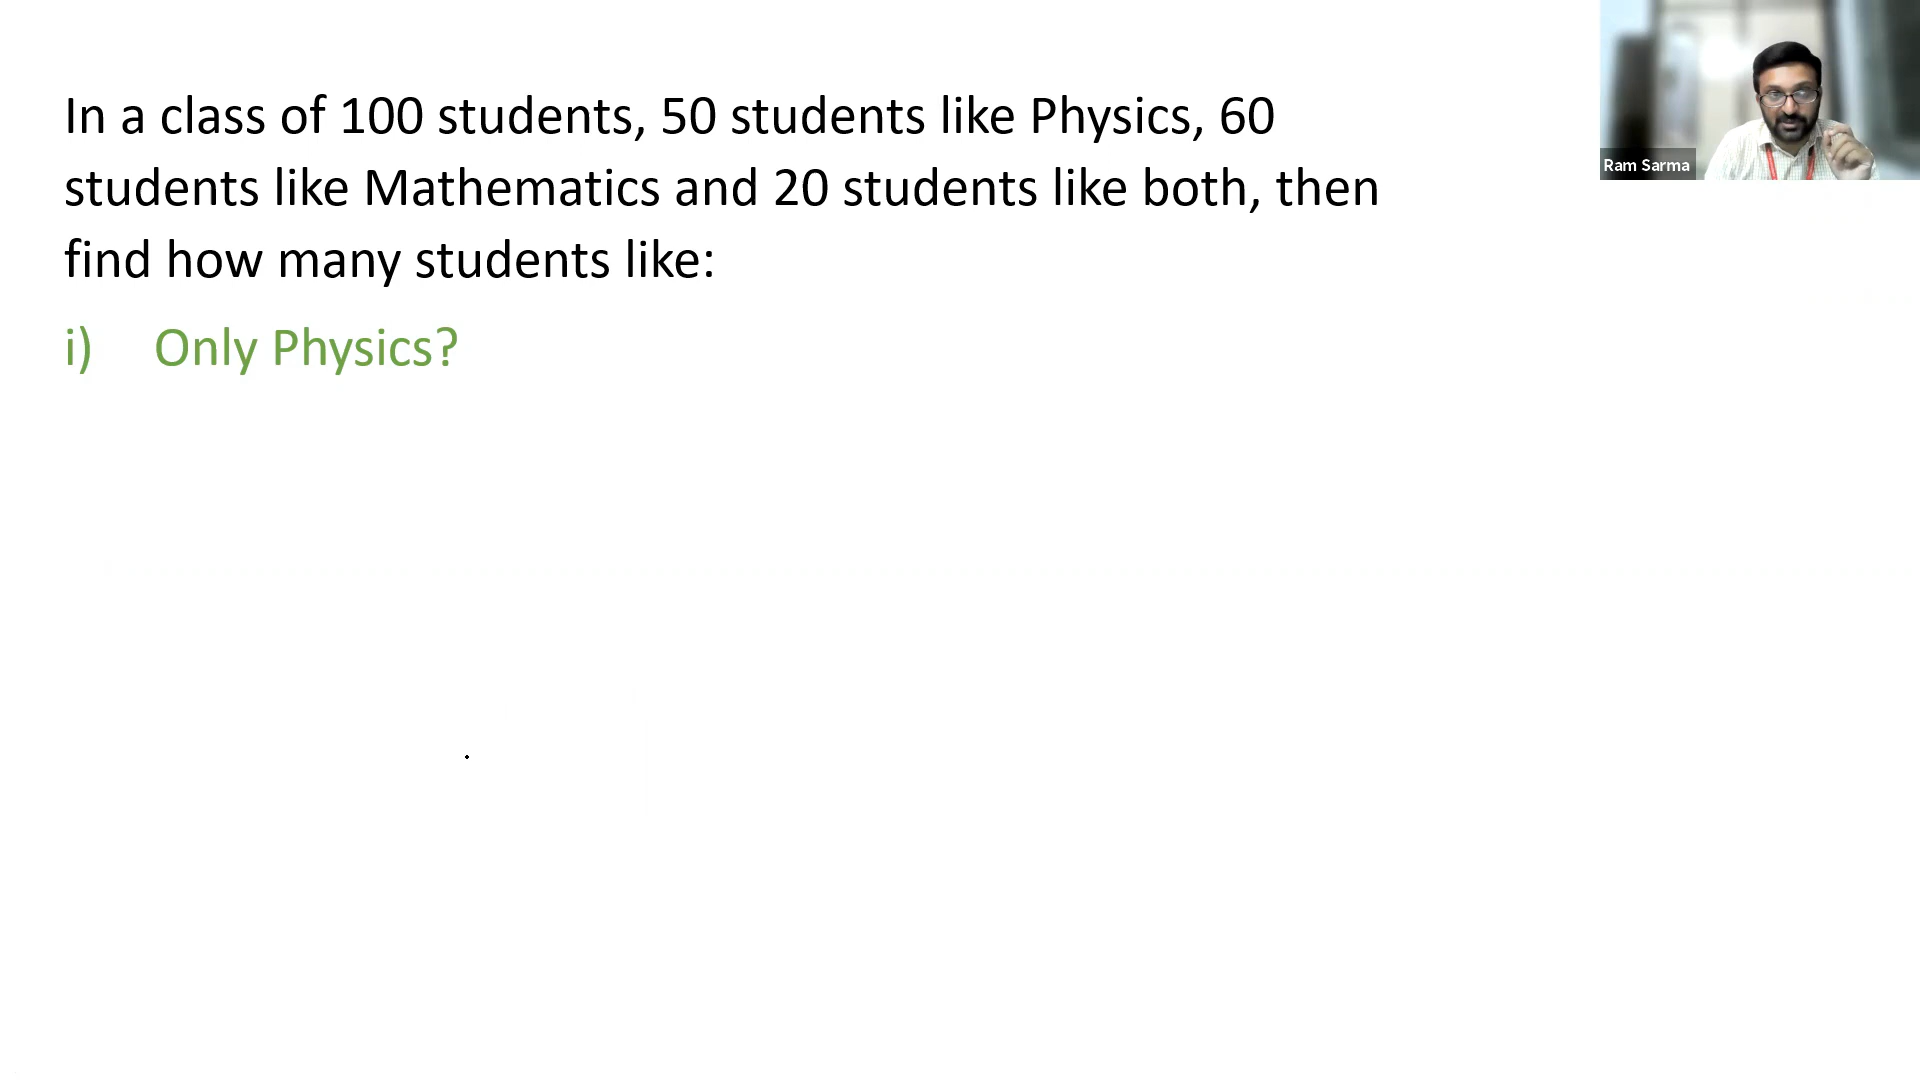 In a class of 100 students, 50 students like Physics, 60
students like Mathematics and 20 students like both, then
find how many students like:
i) Only Physics?
Ram Sarma